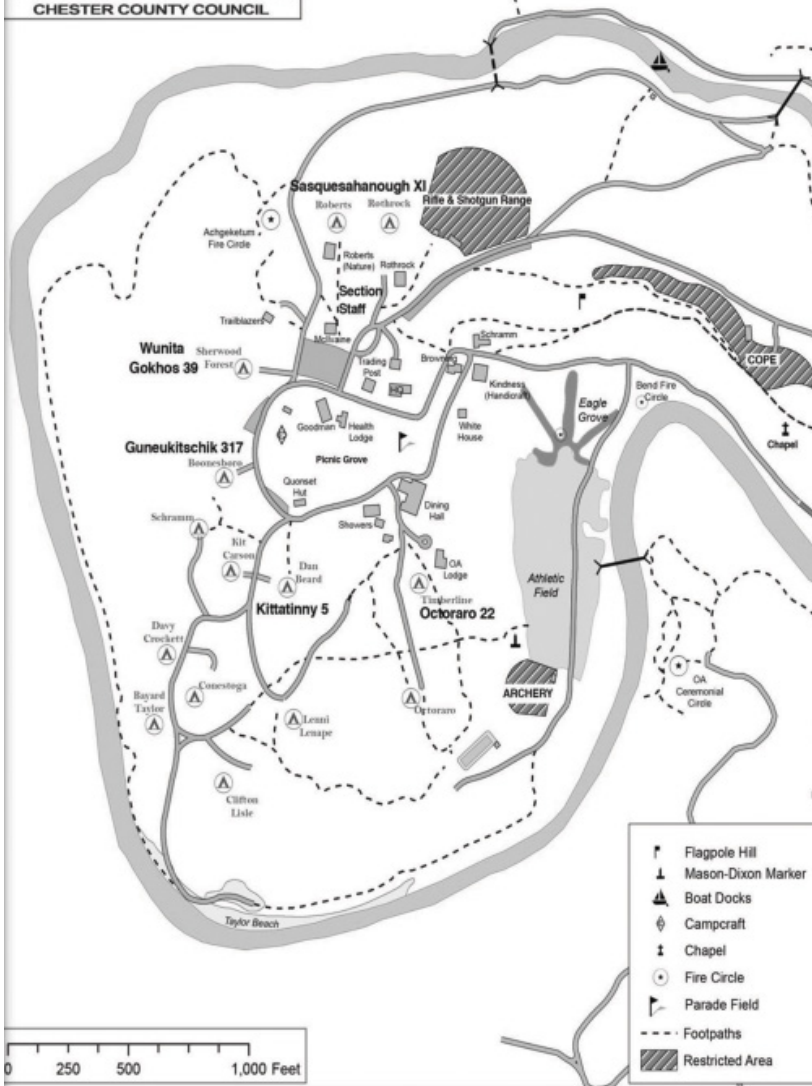 CHESTER COUNTY COUNCIL
Sasquesahanough XI
Roberts
Rothrock
Rifle & Shotgun Range
Achgeketum
Fire Circle
Roberts
(Nature)
Rothrock
Section
Staff
Trailblazers
McIlvaine
Wunita
Gokhos 39
Sherwood
Forest
Trading
Post
HQ
Browning
Schramm
COPE
Kindness
(Handicraft)
Eagle
Grove
Bend Fire
Circle
Chapel
Goodman
Health
Lodge
White
House
Guneukitschik 317
Picnic Grove
Boonesboro
Quonset
Hut
Dining
Hall
Showers
Schramm
Kit
Carson
Dan
Beard
OA
Lodge
Athletic
Field
Timberline
Kittatinny 5
Octoraro 22
Davy
Crockett
Conestoga
ARCHERY
OA
Ceremonial
Circle
Bayard
Taylor
Lenni
Lenape
Octoraro
Clifton
Lisle
Taylor Beach
Flagpole Hill
Mason-Dixon Marker
Boat Docks
Campcraft
Chapel
Fire Circle
Parade Field
Footpaths
Restricted Area
0 250 500 1,000 Feet